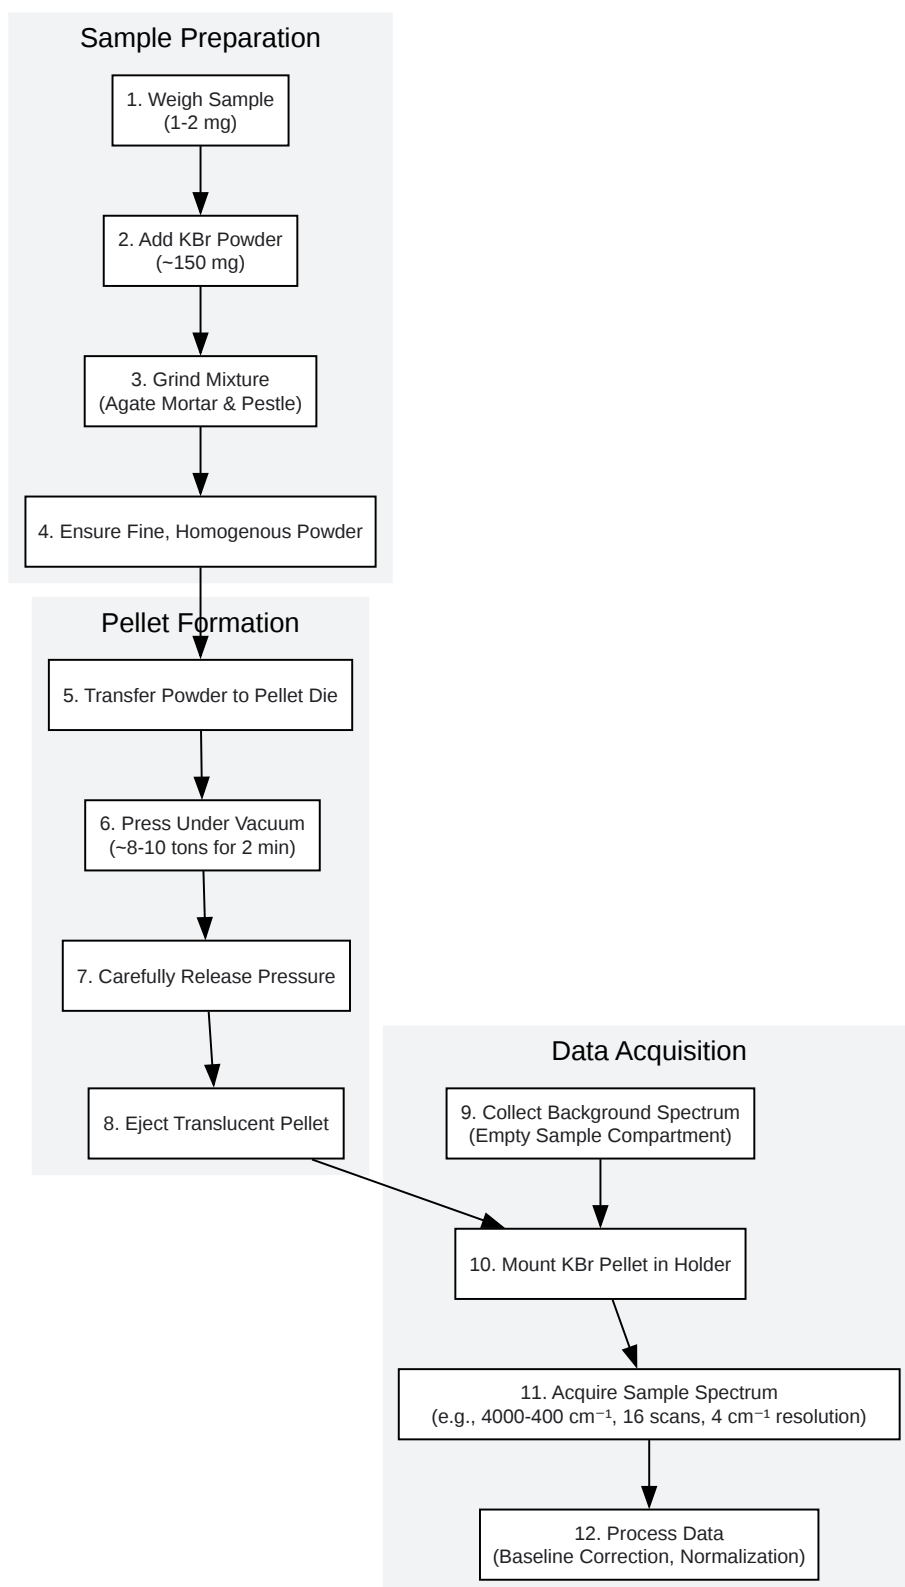 Sample Preparation
1. Weigh Sample
(1-2 mg)
2. Add KBr Powder
(~150 mg)
3. Grind Mixture
(Agate Mortar & Pestle)
4. Ensure Fine, Homogenous Powder
Pellet Formation
5. Transfer Powder to Pellet Die
6. Press Under Vacuum
(~8-10 tons for 2 min)
7. Carefully Release Pressure
8. Eject Translucent Pellet
Data Acquisition
9. Collect Background Spectrum
(Empty Sample Compartment)
10. Mount KBr Pellet in Holder
11. Acquire Sample Spectrum
(e.g., 4000-400 cm⁻¹, 16 scans, 4 cm⁻¹ resolution)
12. Process Data
(Baseline Correction, Normalization)